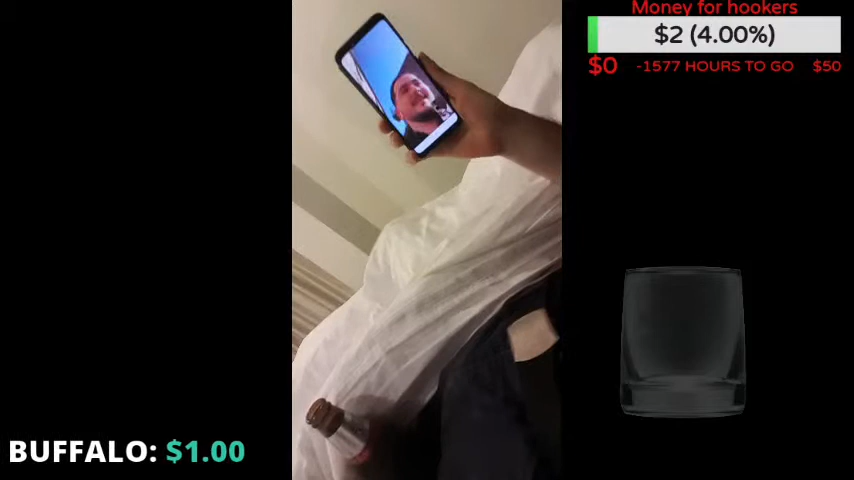 Money for hookers
$2 (4.00%)
$0 -1577 HOURS TO GO $50
BUFFALO: $1.00